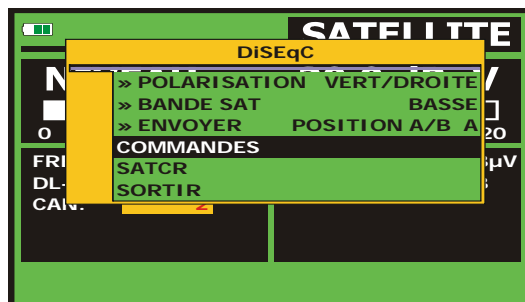 SATELLITE
DiSEqC
» POLARISATION VERT/DROITE
» BANDE SAT BASSE
» ENVOYER POSITION A/B A
COMMANDES
SATCR
SORTIR
0 20
FR µV
DL-
CAN. 2